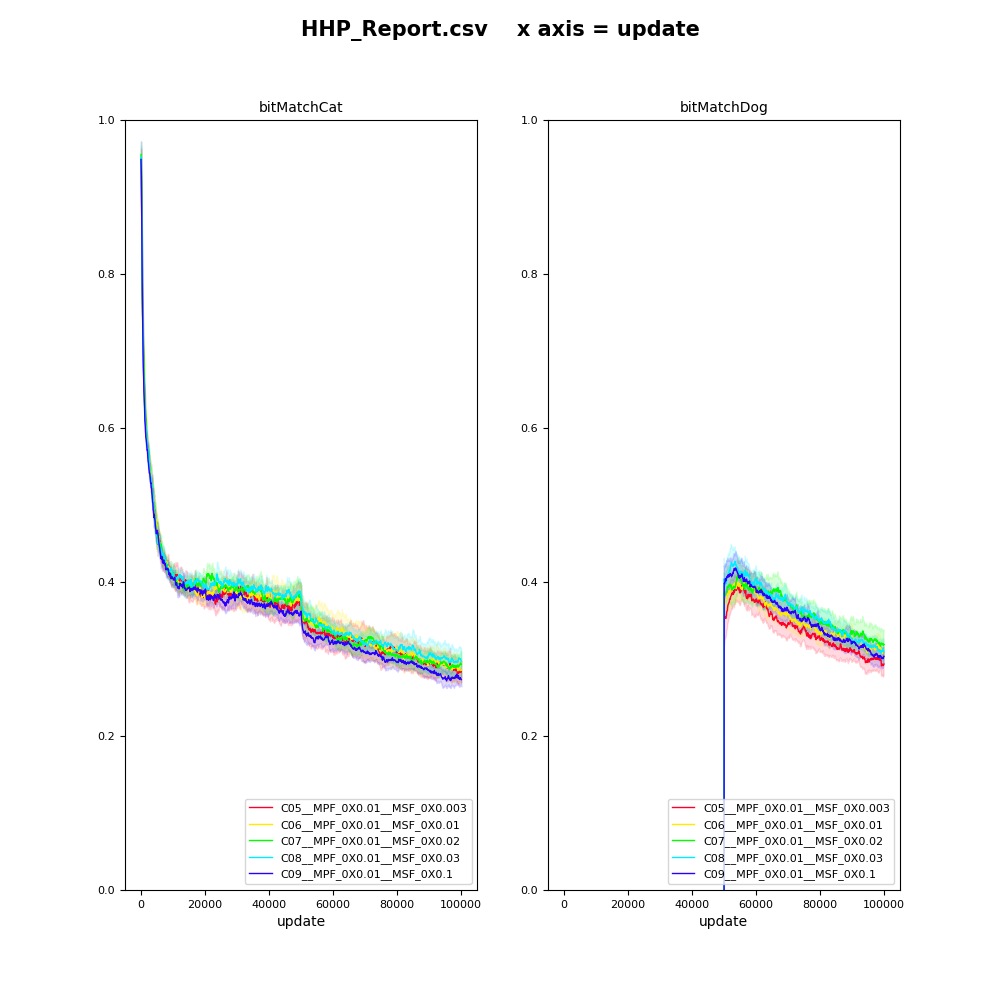 HHP_Report.csv    x axis = update
bitMatchCat
1.0
0.8
0.6
0.4
0.2
0.0
0
20000
40000
60000
80000
100000
update
C05__MPF_0X0.01__MSF_0X0.003
C06__MPF_0X0.01__MSF_0X0.01
C07__MPF_0X0.01__MSF_0X0.02
C08__MPF_0X0.01__MSF_0X0.03
C09__MPF_0X0.01__MSF_0X0.1
bitMatchDog
1.0
0.8
0.6
0.4
0.2
0.0
0
20000
40000
60000
80000
100000
update
C05__MPF_0X0.01__MSF_0X0.003
C06__MPF_0X0.01__MSF_0X0.01
C07__MPF_0X0.01__MSF_0X0.02
C08__MPF_0X0.01__MSF_0X0.03
C09__MPF_0X0.01__MSF_0X0.1